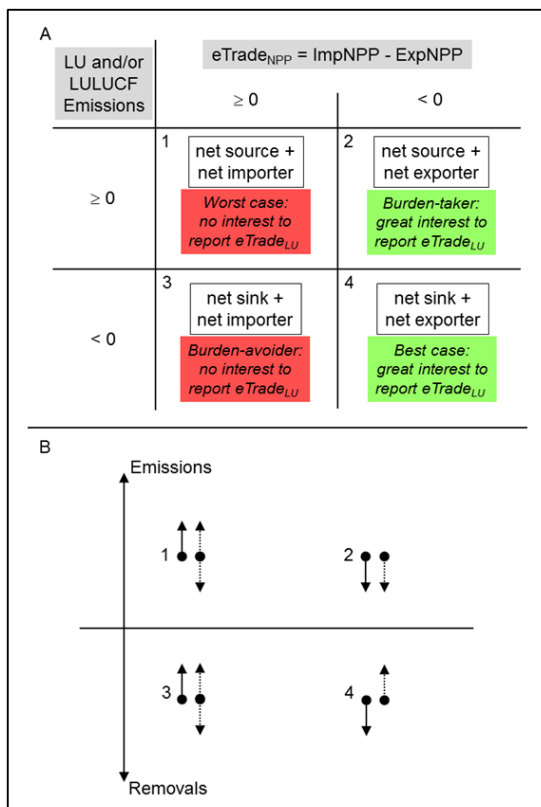 A
LU and/or
LULUCF
Emissions
eTradeNPP = ImpNPP - ExpNPP
≥ 0
< 0
≥ 0
1
net source +
net importer
Worst case:
no interest to
report eTradeLU
2
net source +
net exporter
Burden-taker:
great interest to
report eTradeLU
< 0
3
net sink +
net importer
Burden-avoider:
no interest to
report eTradeLU
4
net sink +
net exporter
Best case:
great interest to
report eTradeLU
B
Emissions
1
2
3
4
Removals